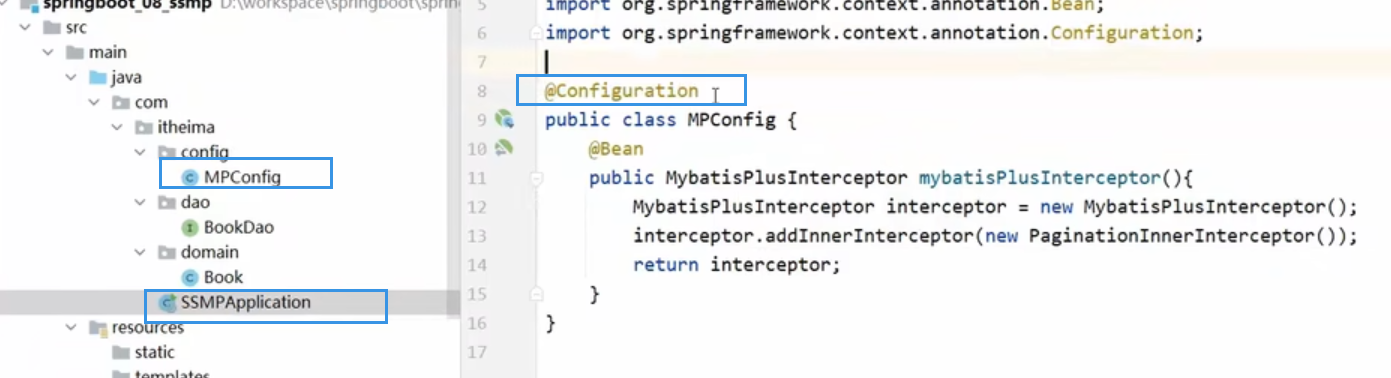 springboot_08_ssmp D:\workspace\springboot\spring
src
main
java
com
itheima
config
MPConfig
dao
BookDao
domain
Book
SSMPApplication
resources
static
templates
5 import org.springframework.context.annotation.Bean;
6 import org.springframework.context.annotation.Configuration;
7
8 @Configuration
9 public class MPConfig {
10 @Bean
11 public MybatisPlusInterceptor mybatisPlusInterceptor(){
12 MybatisPlusInterceptor interceptor = new MybatisPlusInterceptor();
13 interceptor.addInnerInterceptor(new PaginationInnerInterceptor());
14 return interceptor;
15 }
16 }
17